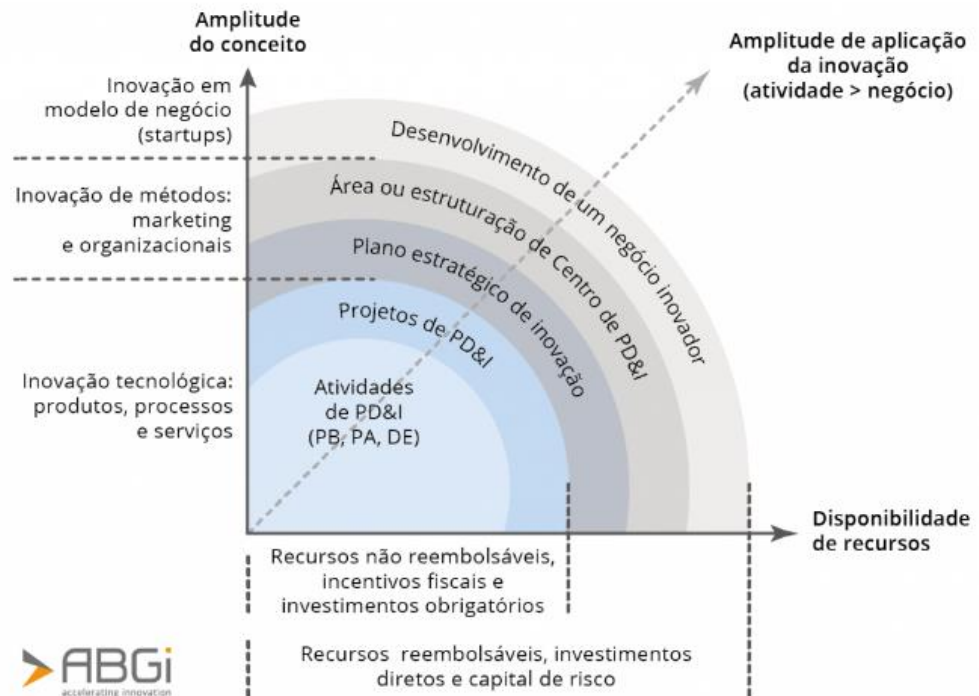 Amplitude
do conceito
Amplitude de aplicação
da inovação
(atividade > negócio)
Inovação em
modelo de negócio
(startups)
Desenvolvimento de um negócio inovador
Inovação de métodos:
marketing
e organizacionais
Área ou estruturação de Centro de PD&I
Plano estratégico de inovação
Projetos de PD&I
Inovação tecnológica:
produtos, processos
e serviços
Atividades
de PD&I
(PB, PA, DE)
Disponibilidade
de recursos
Recursos não reembolsáveis,
incentivos fiscais e
investimentos obrigatórios
Recursos reembolsáveis, investimentos
diretos e capital de risco
ABGi
accelerating innovation